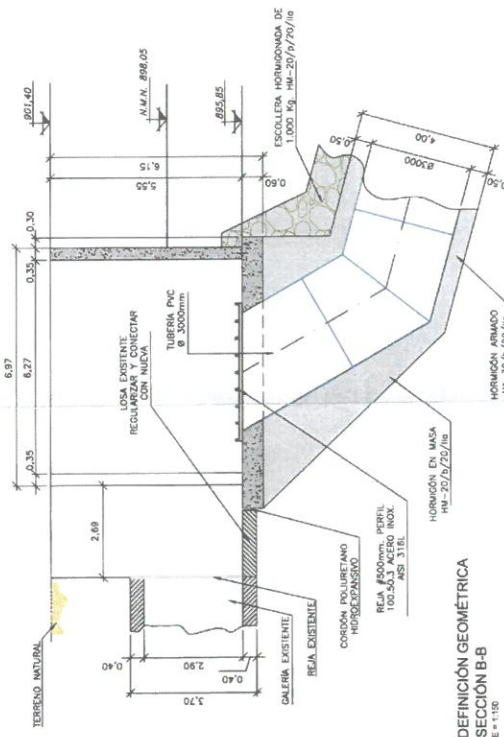 TERRENO NATURAL
6,97
0,35
6,27
0,35
0,30
2,69
901,40
N.M.N. 898,05
895,85
6,15
5,55
0,60
LOSA EXISTENTE
REGULARIZAR Y CONECTAR
CON NUEVA
TUBERÍA PVC
Ø 3000mm
ESCOLLERA HORMIGONADA DE
1.000 Kg. HM-20/p/20/IIa
0,40
2,90
0,40
3,70
GALERÍA EXISTENTE
REJA EXISTENTE
CORDÓN POLIURETANO
HIDROEXPANSIVO
REJA #500mm. PERFIL
100.50.3 ACERO INOX.
AISI 316L
HORMIGÓN EN MASA
HM-20/b/20/IIa
HORMIGÓN ARMADO
0,50
Ø3000
4,00
0,50
DEFINICIÓN GEOMÉTRICA
SECCIÓN B-B
E = 1:150